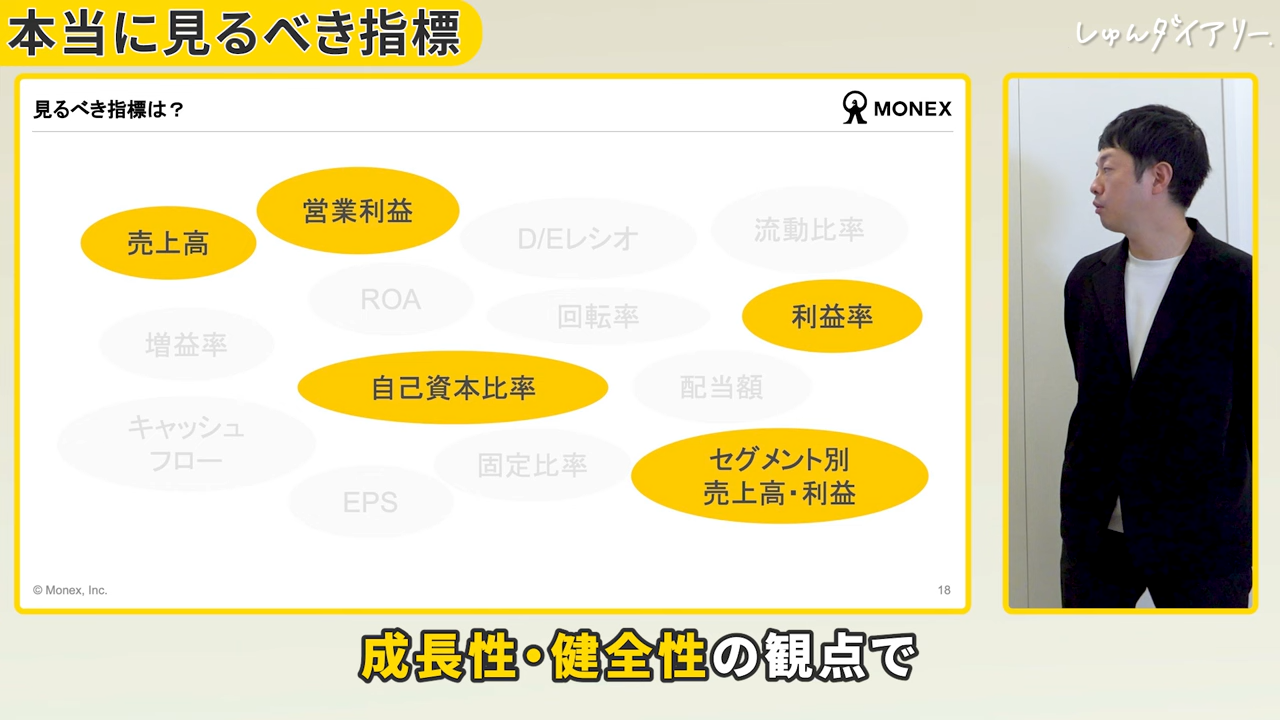 本当に見るべき指標
しゅんダイアリー.
見るべき指標は？
MONEX
営業利益
売上高
D/Eレシオ
流動比率
ROA
回転率
利益率
増益率
自己資本比率
配当額
キャッシュ
フロー
固定比率
セグメント別
売上高・利益
EPS
© Monex, Inc.
18
成長性・健全性の観点で